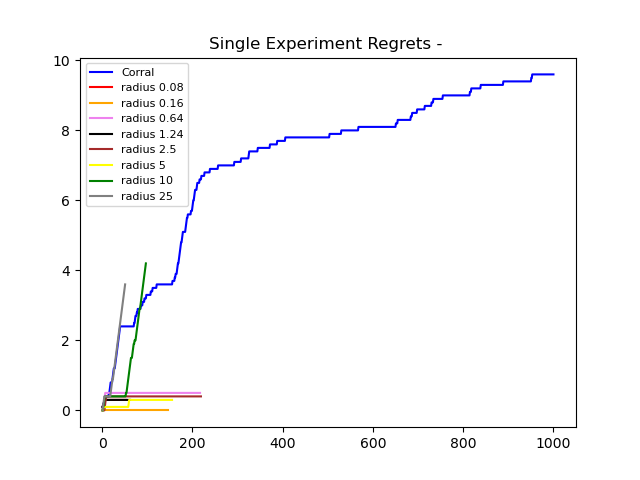 Single Experiment Regrets -
Corral
radius 0.08
radius 0.16
radius 0.64
radius 1.24
radius 2.5
radius 5
radius 10
radius 25
10
8
6
4
2
0
0 200 400 600 800 1000